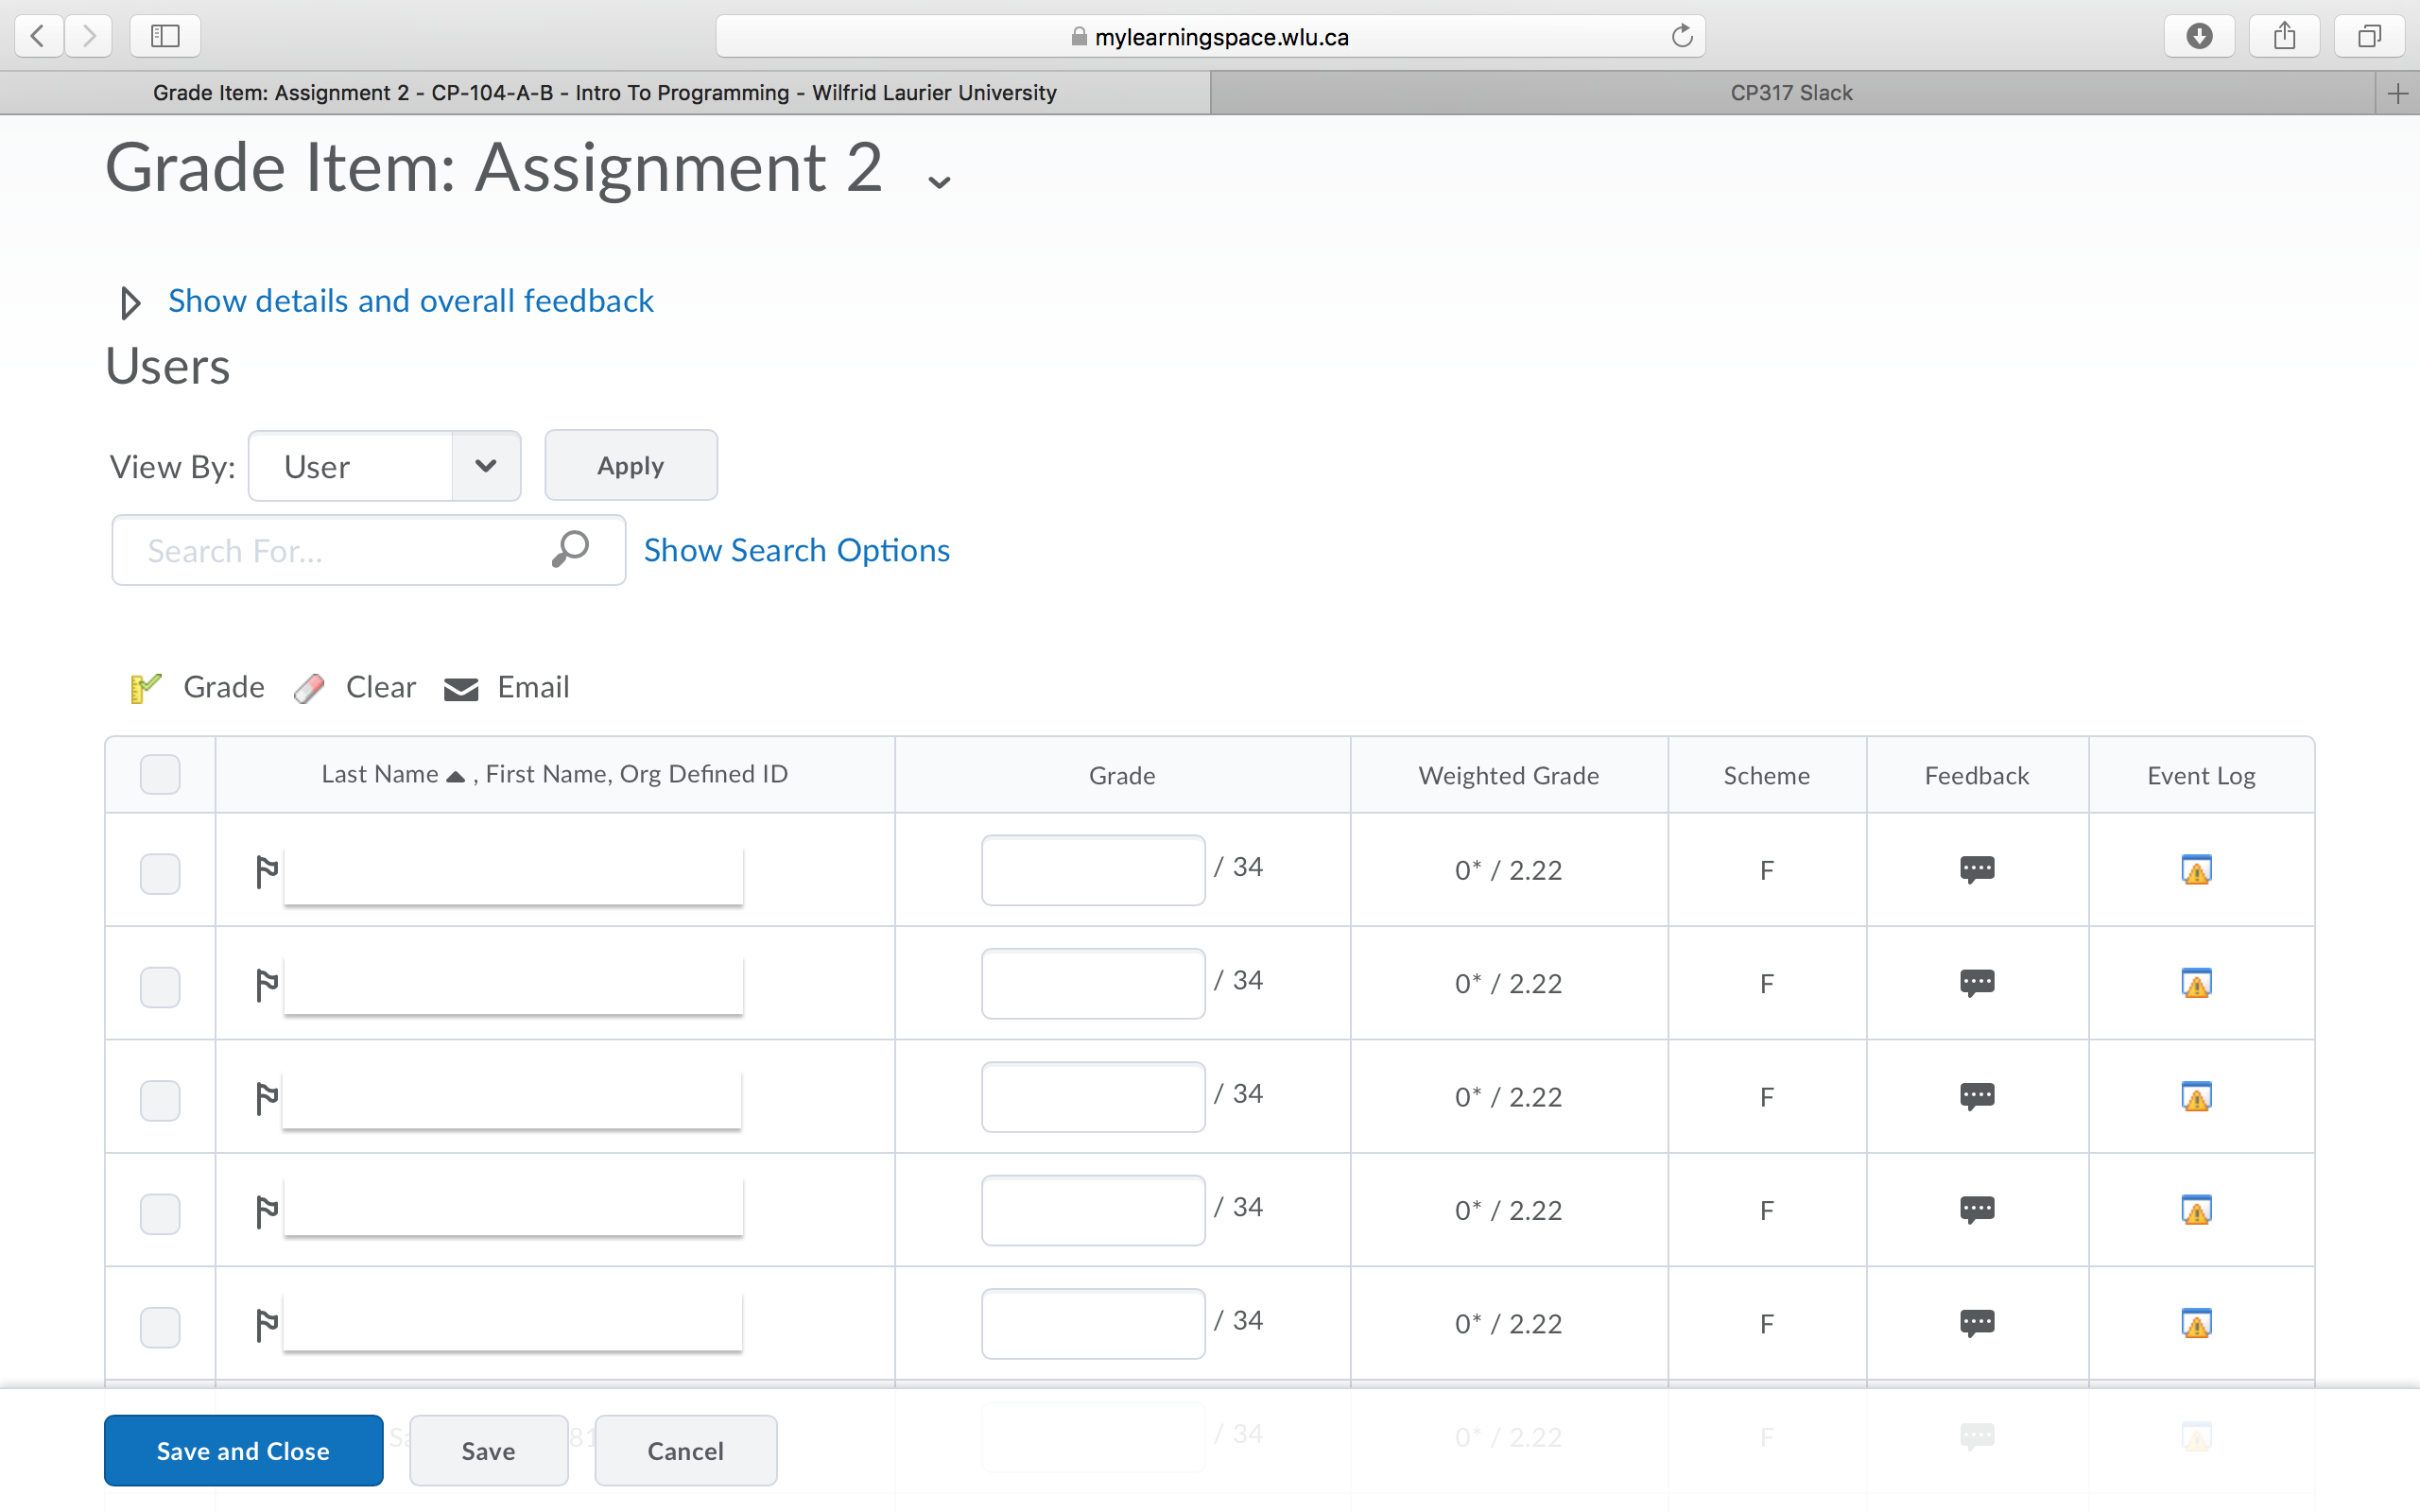 mylearningspace.wlu.ca
Grade Item: Assignment 2 - CP-104-A-B - Intro To Programming - Wilfrid Laurier University
CP317 Slack
Grade Item: Assignment 2
Show details and overall feedback
Users
View By: User Apply
Search For... Show Search Options
Grade Clear Email
Last Name , First Name, Org Defined ID Grade Weighted Grade Scheme Feedback Event Log
/ 34 0* / 2.22 F
/ 34 0* / 2.22 F
/ 34 0* / 2.22 F
/ 34 0* / 2.22 F
/ 34 0* / 2.22 F
/ 34 0* / 2.22 F
Save and Close Save Cancel